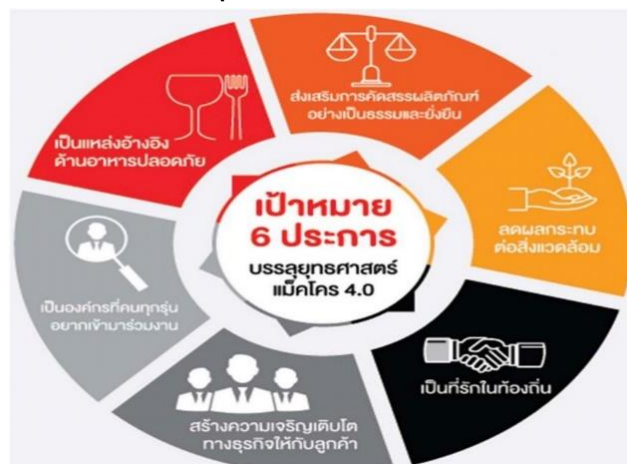 เป้าหมาย
6 ประการ
บรรลุยุทธศาสตร์
แม็คโคร 4.0
เป็นแหล่งอ้างอิง
ด้านอาหารปลอดภัย
ส่งเสริมการคัดสรรผลิตภัณฑ์
อย่างเป็นธรรมและยั่งยืน
ลดผลกระทบ
ต่อสิ่งแวดล้อม
เป็นที่รักในท้องถิ่น
สร้างความเจริญเติบโต
ทางธุรกิจให้กับลูกค้า
เป็นองค์กรที่คนทุกรุ่น
อยากเข้ามาร่วมงาน